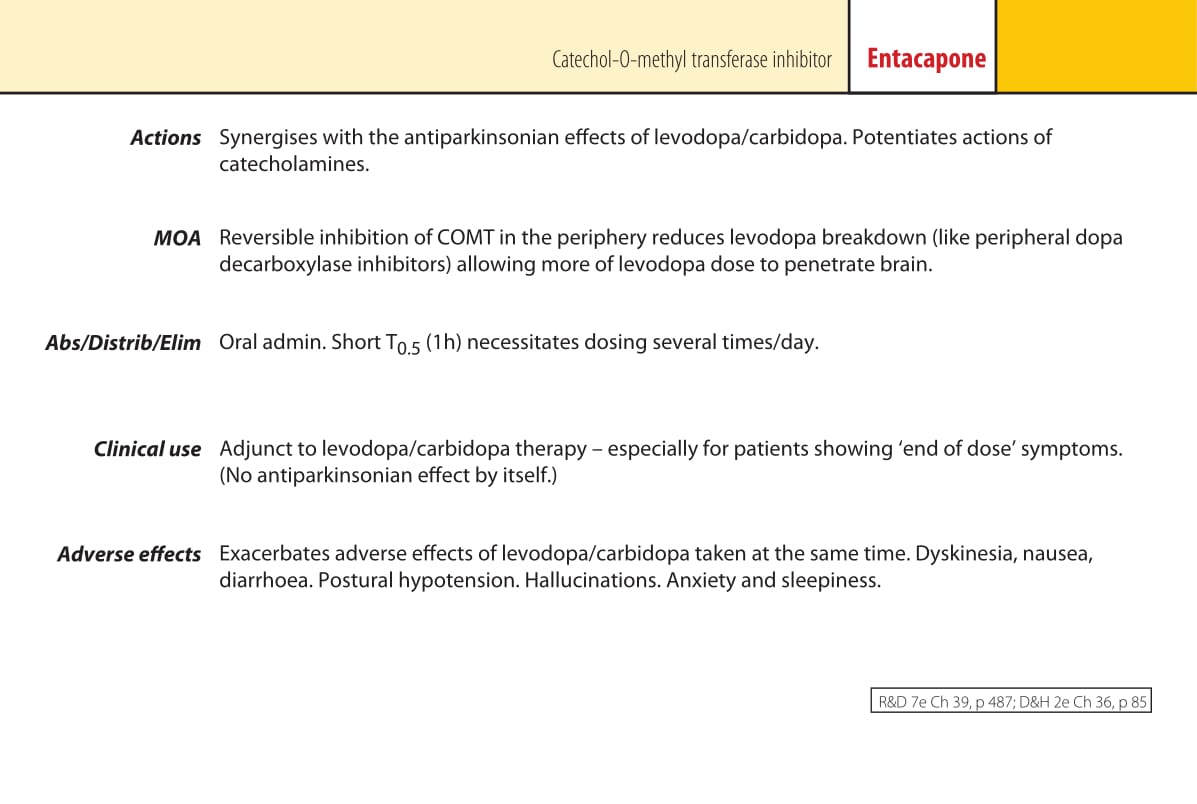 Catechol-O-methyl transferase inhibitor Entacapone
Actions Synergises with the antiparkinsonian effects of levodopa/carbidopa. Potentiates actions of
catecholamines.
MOA Reversible inhibition of COMT in the periphery reduces levodopa breakdown (like peripheral dopa
decarboxylase inhibitors) allowing more of levodopa dose to penetrate brain.
Abs/Distrib/Elim Oral admin. Short T0.5 (1h) necessitates dosing several times/day.
Clinical use Adjunct to levodopa/carbidopa therapy – especially for patients showing ‘end of dose’ symptoms.
(No antiparkinsonian effect by itself.)
Adverse effects Exacerbates adverse effects of levodopa/carbidopa taken at the same time. Dyskinesia, nausea,
diarrhoea. Postural hypotension. Hallucinations. Anxiety and sleepiness.
R&D 7e Ch 39, p 487; D&H 2e Ch 36, p 85